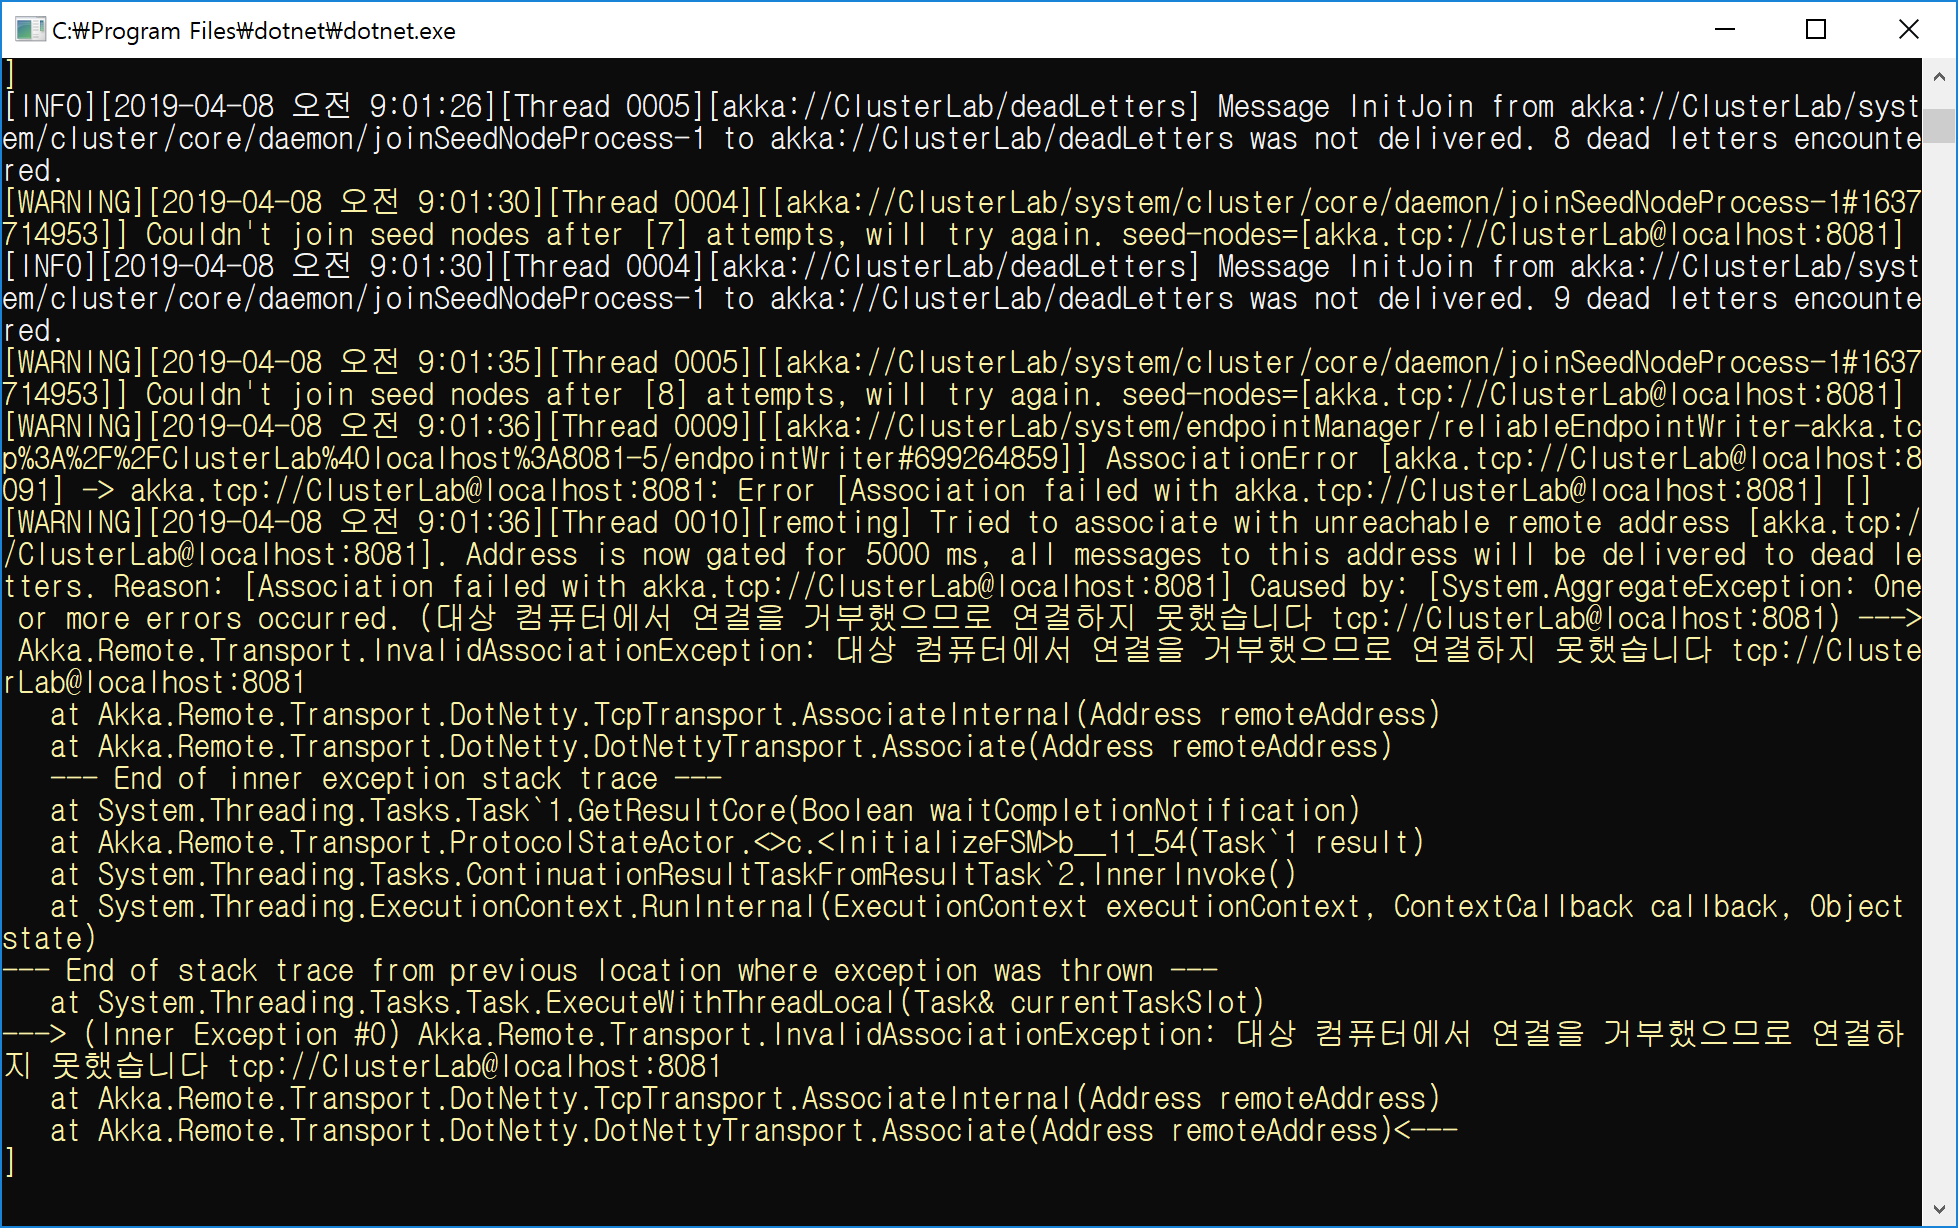 C:₩Program Files₩dotnet₩dotnet.exe
]
[INFO][2019-04-08 오전 9:01:26][Thread 0005][akka://ClusterLab/deadLetters] Message InitJoin from akka://ClusterLab/syst
em/cluster/core/daemon/joinSeedNodeProcess-1 to akka://ClusterLab/deadLetters was not delivered. 8 dead letters encounte
red.
[WARNING][2019-04-08 오전 9:01:30][Thread 0004][[akka://ClusterLab/system/cluster/core/daemon/joinSeedNodeProcess-1#1637
714953]] Couldn't join seed nodes after [7] attempts, will try again. seed-nodes=[akka.tcp://ClusterLab@localhost:8081]
[INFO][2019-04-08 오전 9:01:30][Thread 0004][akka://ClusterLab/deadLetters] Message InitJoin from akka://ClusterLab/syst
em/cluster/core/daemon/joinSeedNodeProcess-1 to akka://ClusterLab/deadLetters was not delivered. 9 dead letters encounte
red.
[WARNING][2019-04-08 오전 9:01:35][Thread 0005][[akka://ClusterLab/system/cluster/core/daemon/joinSeedNodeProcess-1#1637
714953]] Couldn't join seed nodes after [8] attempts, will try again. seed-nodes=[akka.tcp://ClusterLab@localhost:8081]
[WARNING][2019-04-08 오전 9:01:36][Thread 0009][[akka://ClusterLab/system/endpointManager/reliableEndpointWriter-akka.tc
p%3A%2F%2FClusterLab%40localhost%3A8081-5/endpointWriter#699264859]] AssociationError [akka.tcp://ClusterLab@localhost:8
091] -> akka.tcp://ClusterLab@localhost:8081: Error [Association failed with akka.tcp://ClusterLab@localhost:8081] []
[WARNING][2019-04-08 오전 9:01:36][Thread 0010][remoting] Tried to associate with unreachable remote address [akka.tcp:/
/ClusterLab@localhost:8081]. Address is now gated for 5000 ms, all messages to this address will be delivered to dead le
tters. Reason: [Association failed with akka.tcp://ClusterLab@localhost:8081] Caused by: [System.AggregateException: One
 or more errors occurred. (대상 컴퓨터에서 연결을 거부했으므로 연결하지 못했습니다 tcp://ClusterLab@localhost:8081) --->
 Akka.Remote.Transport.InvalidAssociationException: 대상 컴퓨터에서 연결을 거부했으므로 연결하지 못했습니다 tcp://Cluste
rLab@localhost:8081
   at Akka.Remote.Transport.DotNetty.TcpTransport.AssociateInternal(Address remoteAddress)
   at Akka.Remote.Transport.DotNetty.DotNettyTransport.Associate(Address remoteAddress)
   --- End of inner exception stack trace ---
   at System.Threading.Tasks.Task`1.GetResultCore(Boolean waitCompletionNotification)
   at Akka.Remote.Transport.ProtocolStateActor.<>c.<InitializeFSM>b__11_54(Task`1 result)
   at System.Threading.Tasks.ContinuationResultTaskFromResultTask`2.InnerInvoke()
   at System.Threading.ExecutionContext.RunInternal(ExecutionContext executionContext, ContextCallback callback, Object
state)
--- End of stack trace from previous location where exception was thrown ---
   at System.Threading.Tasks.Task.ExecuteWithThreadLocal(Task& currentTaskSlot)
---> (Inner Exception #0) Akka.Remote.Transport.InvalidAssociationException: 대상 컴퓨터에서 연결을 거부했으므로 연결하
지 못했습니다 tcp://ClusterLab@localhost:8081
   at Akka.Remote.Transport.DotNetty.TcpTransport.AssociateInternal(Address remoteAddress)
   at Akka.Remote.Transport.DotNetty.DotNettyTransport.Associate(Address remoteAddress)<---
]